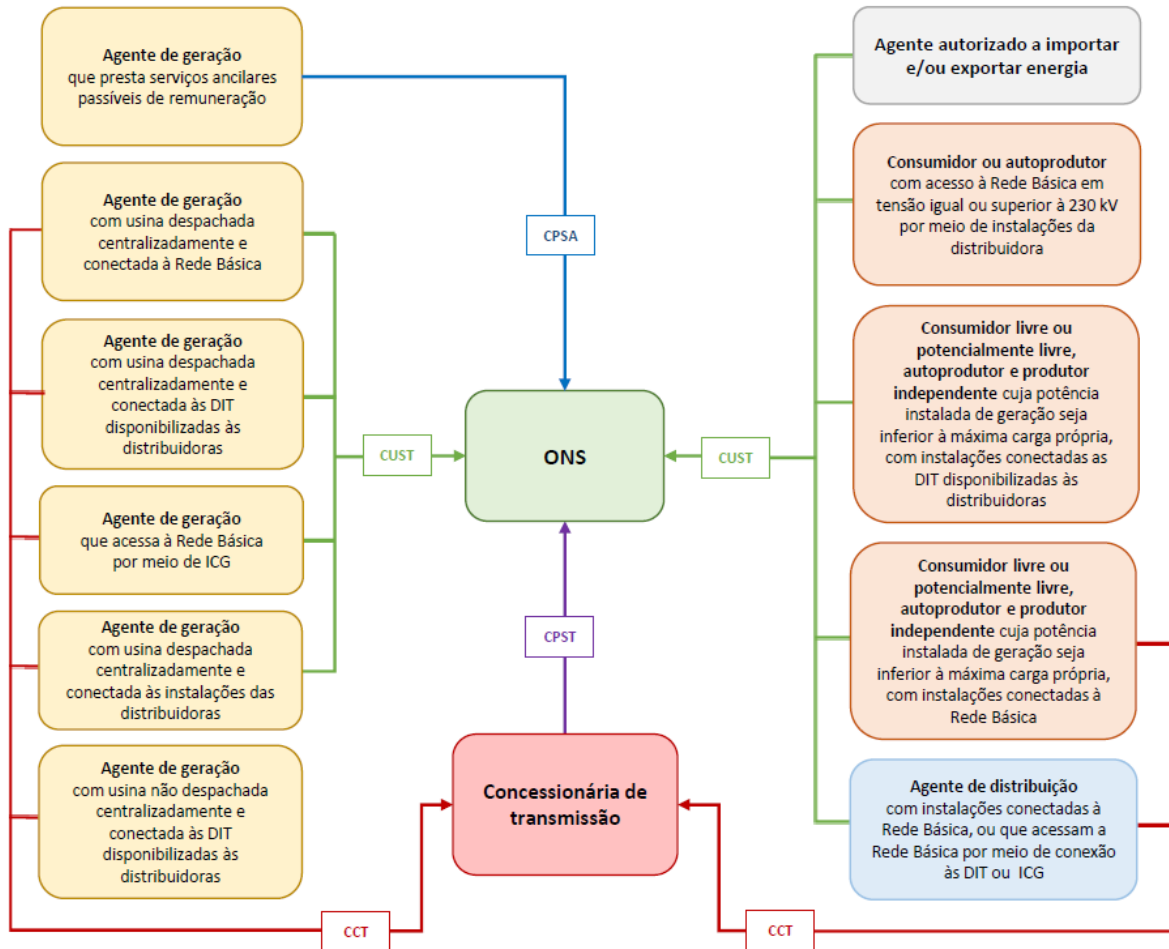 Agente de geração
que presta serviços ancilares
passíveis de remuneração
Agente de geração
com usina despachada
centralizadamente e
conectada à Rede Básica
Agente de geração
com usina despachada
centralizadamente e
conectada às DIT
disponibilizadas às
distribuidoras
Agente de geração
que acessa à Rede Básica
por meio de ICG
Agente de geração
com usina despachada
centralizadamente e
conectada às instalações das
distribuidoras
Agente de geração
com usina não despachada
centralizadamente e
conectada às DIT
disponibilizadas às
distribuidoras
CPSA
CUST
ONS
CUST
CPST
Concessionária de
transmissão
CCT
CCT
Agente autorizado a importar
e/ou exportar energia
Consumidor ou autoprodutor
com acesso à Rede Básica em
tensão igual ou superior à 230 kV
por meio de instalações da
distribuidora
Consumidor livre ou
potencialmente livre,
autoprodutor e produtor
independente cuja potência
instalada de geração seja
inferior à máxima carga própria,
com instalações conectadas as
DIT disponibilizadas às
distribuidoras
Consumidor livre ou
potencialmente livre,
autoprodutor e produtor
independente cuja potência
instalada de geração seja
inferior à máxima carga própria,
com instalações conectadas à
Rede Básica
Agente de distribuição
com instalações conectadas à
Rede Básica, ou que acessam a
Rede Básica por meio de conexão
às DIT ou ICG